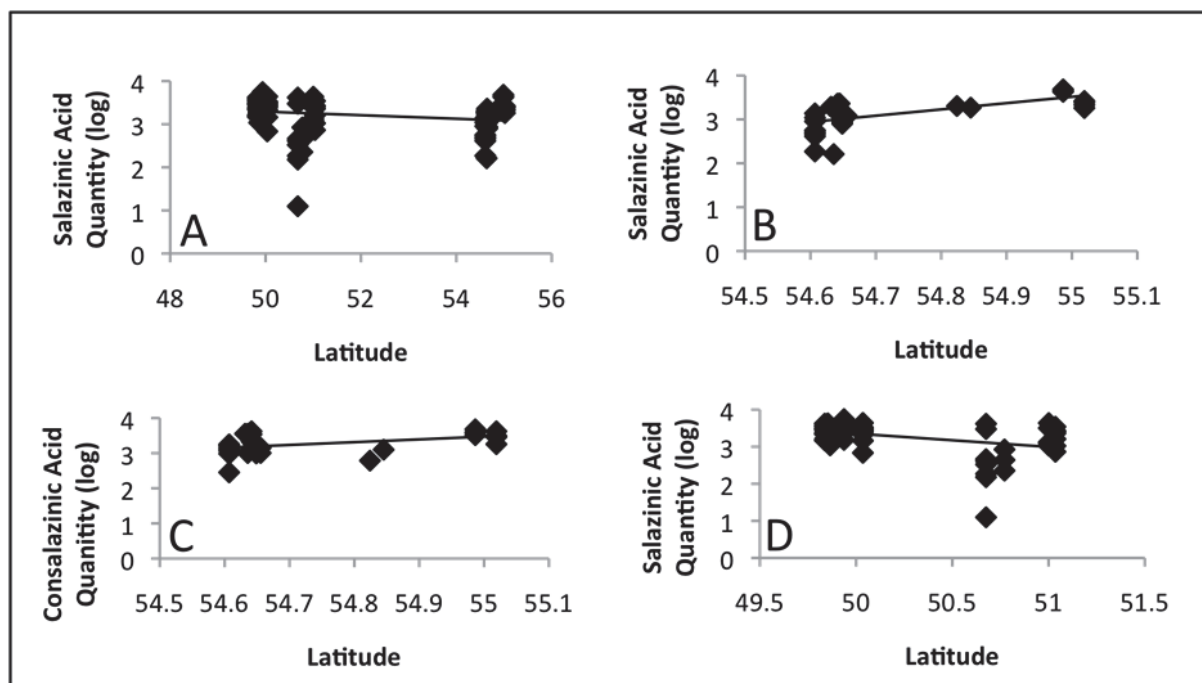 Salazinic Acid
Quantity (log)
4
3
2
1
0
A
48 50 52 54 56
Latitude
Salazinic Acid
Quantity (log)
4
3
2
1
0
B
54.5 54.6 54.7 54.8 54.9 55 55.1
Latitude
Consalazinic Acid
Quanitity (log)
4
3
2
1
0
C
54.5 54.6 54.7 54.8 54.9 55 55.1
Latitude
Salazinic Acid
Quantity (log)
4
3
2
1
0
D
49.5 50 50.5 51 51.5
Latitude